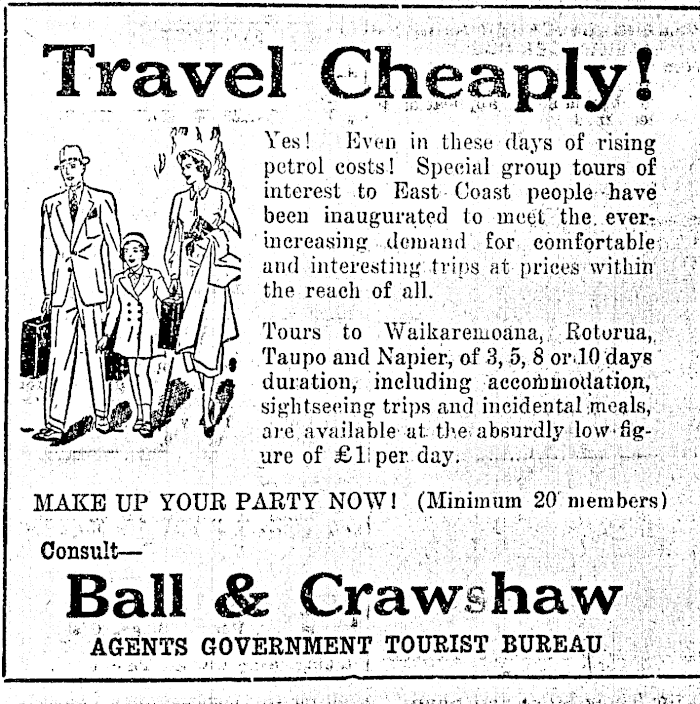 Travel Cheaply!
Yes! Even in these days of rising
petrol costs! Special group tours of
interest to East Coast people have
been inaugurated to meet the ever-
increasing demand for comfortable
and interesting trips at prices within
the reach of all.
Tours to Waikaremoana, Rotorua,
Taupo and Napier, of 3, 5, 8 or 10 days
duration, including accommodation,
sightseeing trips and incidental meals,
are available at the absurdly low fig-
ure of £1 per day.
MAKE UP YOUR PARTY NOW! (Minimum 20 members)
Consult—
Ball & Crawshaw
AGENTS GOVERNMENT TOURIST BUREAU